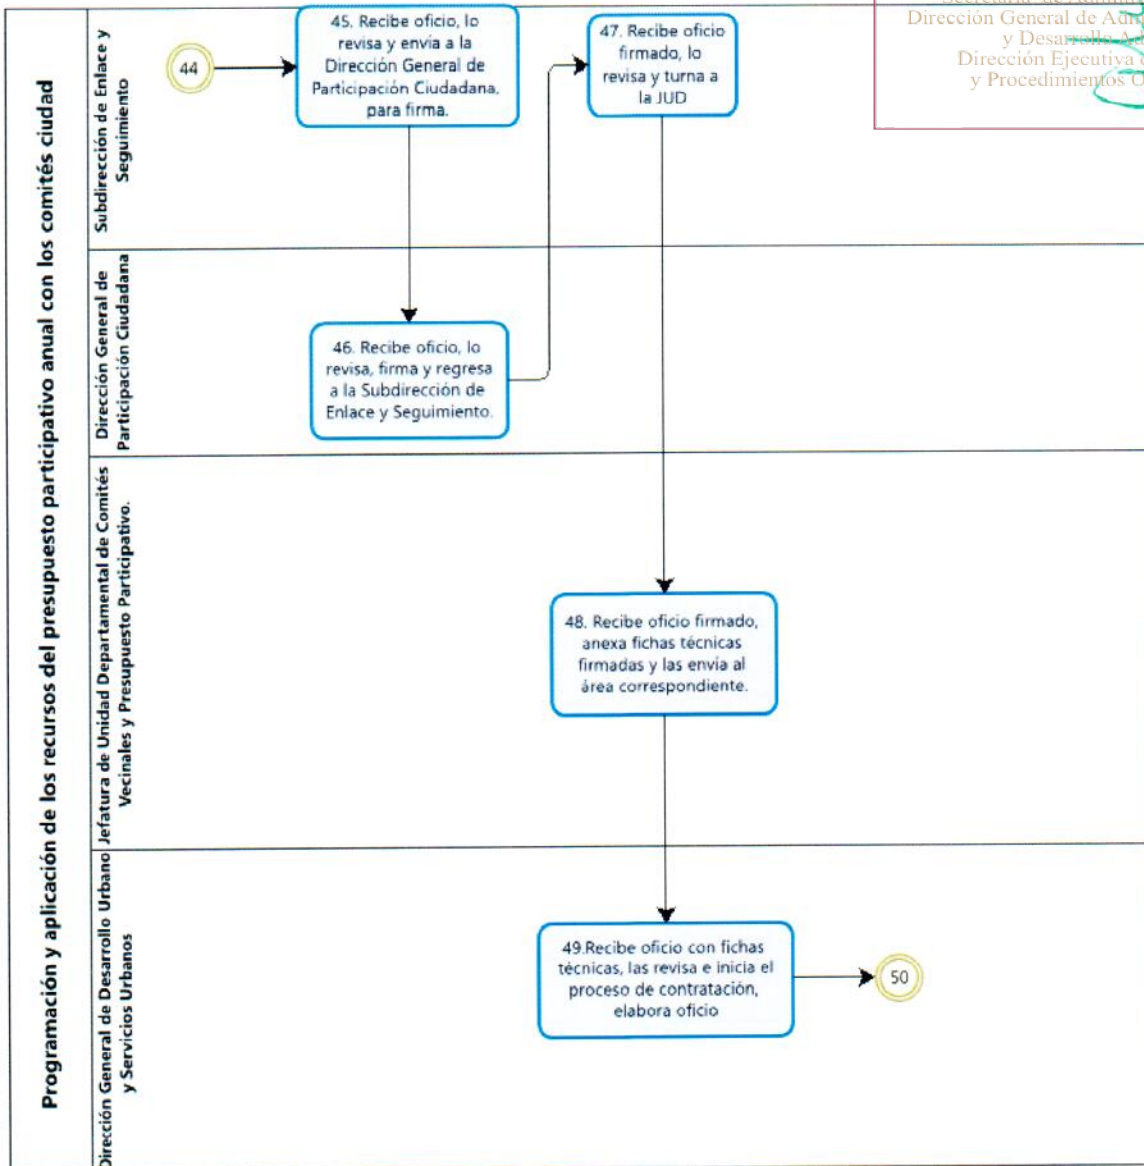 Programación y aplicación de los recursos del presupuesto participativo anual con los comités ciudad
Subdirección de Enlace y
Seguimiento
44
45. Recibe oficio, lo
revisa y envía a la
Dirección General de
Participación Ciudadana,
para firma.
47. Recibe oficio
firmado, lo
revisa y turna a
la JUD
Dirección General de
y
Dirección Ejecutiva
y Procedimientos
Dirección General de
Participación Ciudadana
46. Recibe oficio, lo
revisa, firma y regresa
a la Subdirección de
Enlace y Seguimiento.
Jefatura de Unidad Departamental de Comités
Vecinales y Presupuesto Participativo.
48. Recibe oficio firmado,
anexa fichas técnicas
firmadas y las envía al
área correspondiente.
Dirección General de Desarrollo Urbano
y Servicios Urbanos
49.Recibe oficio con fichas
técnicas, las revisa e inicia el
proceso de contratación,
elabora oficio
50